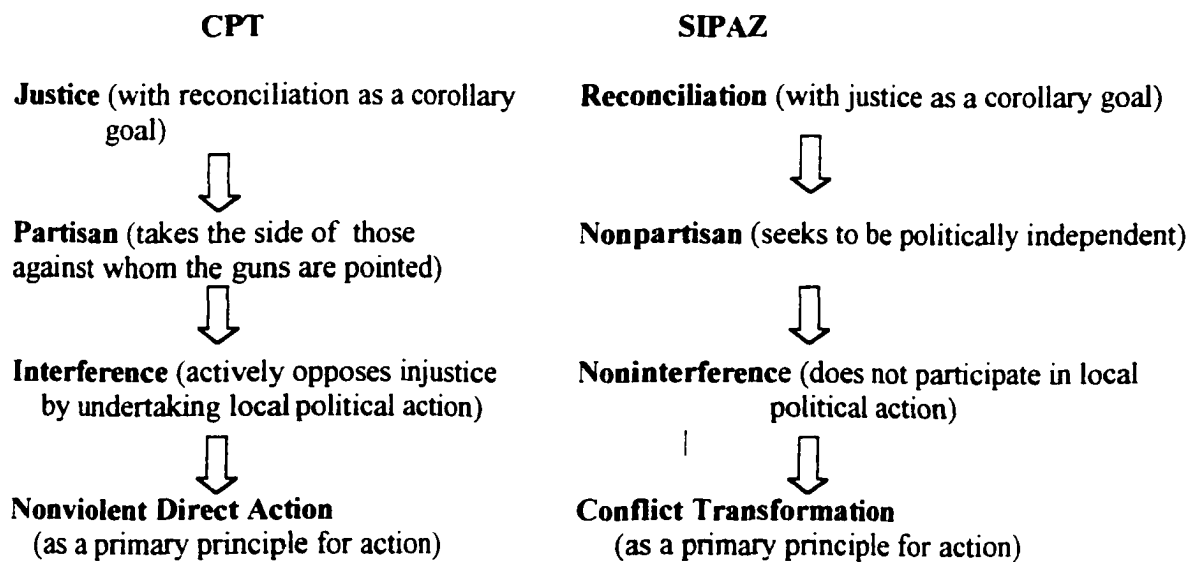 CPT
Justice (with reconciliation as a corollary
goal)
Partisan (takes the side of those
against whom the guns are pointed)
Interference (actively opposes injustice
by undertaking local political action)
Nonviolent Direct Action
(as a primary principle for action)
SIPAZ
Reconciliation (with justice as a corollary goal)
Nonpartisan (seeks to be politically independent)
Noninterference (does not participate in local
political action)
Conflict Transformation
(as a primary principle for action)